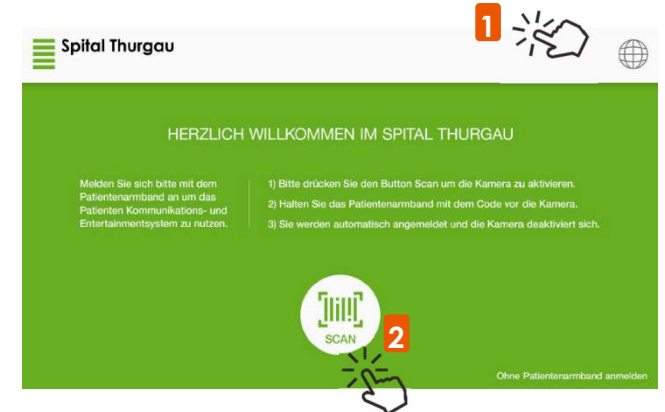 1
Spital Thurgau
HERZLICH WILLKOMMEN IM SPITAL THURGAU
Melden Sie sich bitte mit dem
Patientenarmband an um das
Patienten Kommunikations- und
Entertainmentsystem zu nutzen.
1) Bitte drücken Sie den Button Scan um die Kamera zu aktivieren.
2) Halten Sie das Patientenarmband mit dem Code vor die Kamera.
3) Sie werden automatisch angemeldet und die Kamera deaktiviert sich.
SCAN
2
Ohne Patientenarmband anmelden